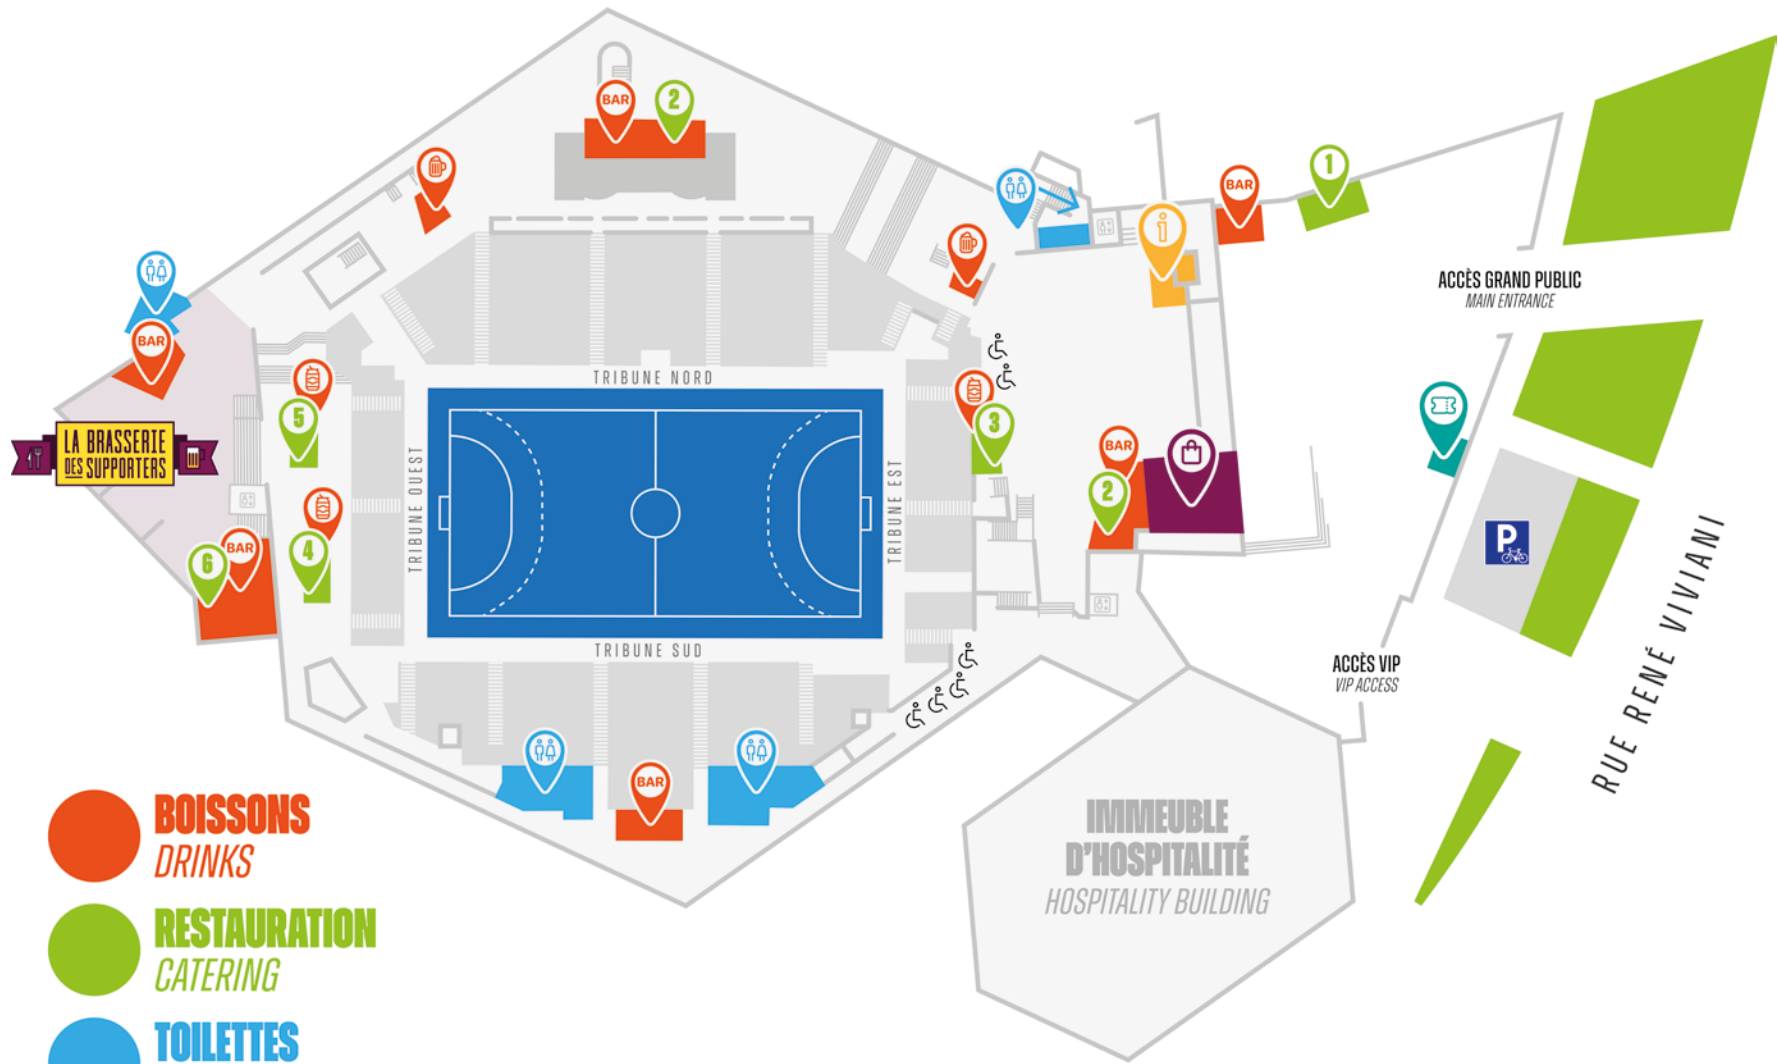 BAR
2
1
BAR
ACCÈS GRAND PUBLIC
MAIN ENTRANCE
i
BAR
TRIBUNE NORD
5
3
LA BRASSERIE
DES SUPPORTERS
TRIBUNE OUEST
TRIBUNE EST
BAR
2
P
6
BAR
4
RUE RENÉ VIVIANI
TRIBUNE SUD
ACCÈS VIP
VIP ACCESS
BAR
BOISSONS
DRINKS
IMMEUBLE
D'HOSPITALITÉ
HOSPITALITY BUILDING
RESTAURATION
CATERING
TOILETTES